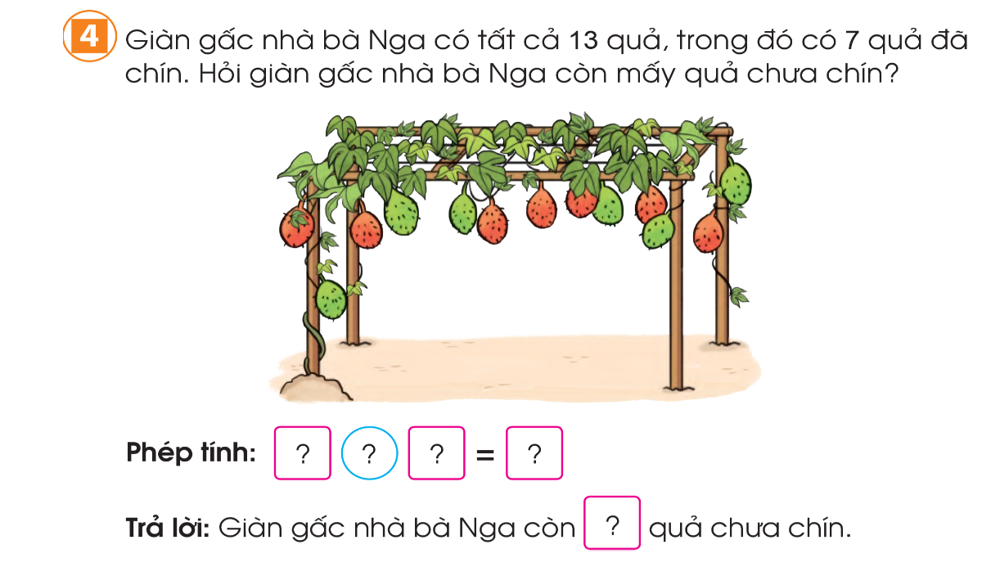 4 Giàn gấc nhà bà Nga có tất cả 13 quả, trong đó có 7 quả đã
chín. Hỏi giàn gấc nhà bà Nga còn mấy quả chưa chín?
Phép tính: ? ? ? = ?
Trả lời: Giàn gấc nhà bà Nga còn ? quả chưa chín.